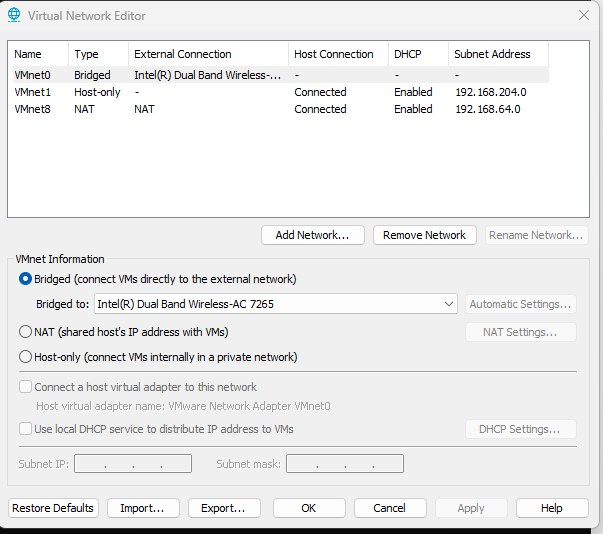 Virtual Network Editor
Name Type External Connection Host Connection DHCP Subnet Address
VMnet0 Bridged Intel(R) Dual Band Wireless-... - - -
VMnet1 Host-only - Connected Enabled 192.168.204.0
VMnet8 NAT NAT Connected Enabled 192.168.64.0
Add Network... Remove Network Rename Network...
VMnet Information
Bridged (connect VMs directly to the external network)
Bridged to: Intel(R) Dual Band Wireless-AC 7265 Automatic Settings...
NAT (shared host's IP address with VMs) NAT Settings...
Host-only (connect VMs internally in a private network)
Connect a host virtual adapter to this network
Host virtual adapter name: VMware Network Adapter VMnet0
Use local DHCP service to distribute IP address to VMs DHCP Settings...
Subnet IP: . . . Subnet mask: . . .
Restore Defaults Import... Export... OK Cancel Apply Help